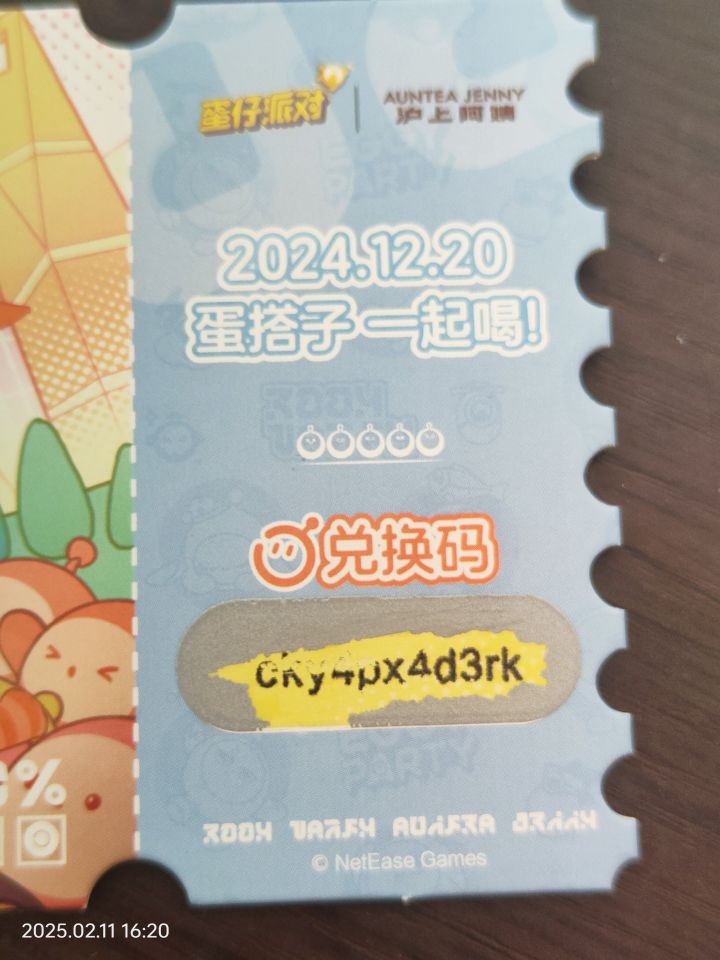 蛋仔派对
AUNTEA JENNY
沪上阿姨
2024.12.20
蛋搭子一起喝!
兑换码
cky4px4d3rk
© NetEase Games
2025.02.11 16:20